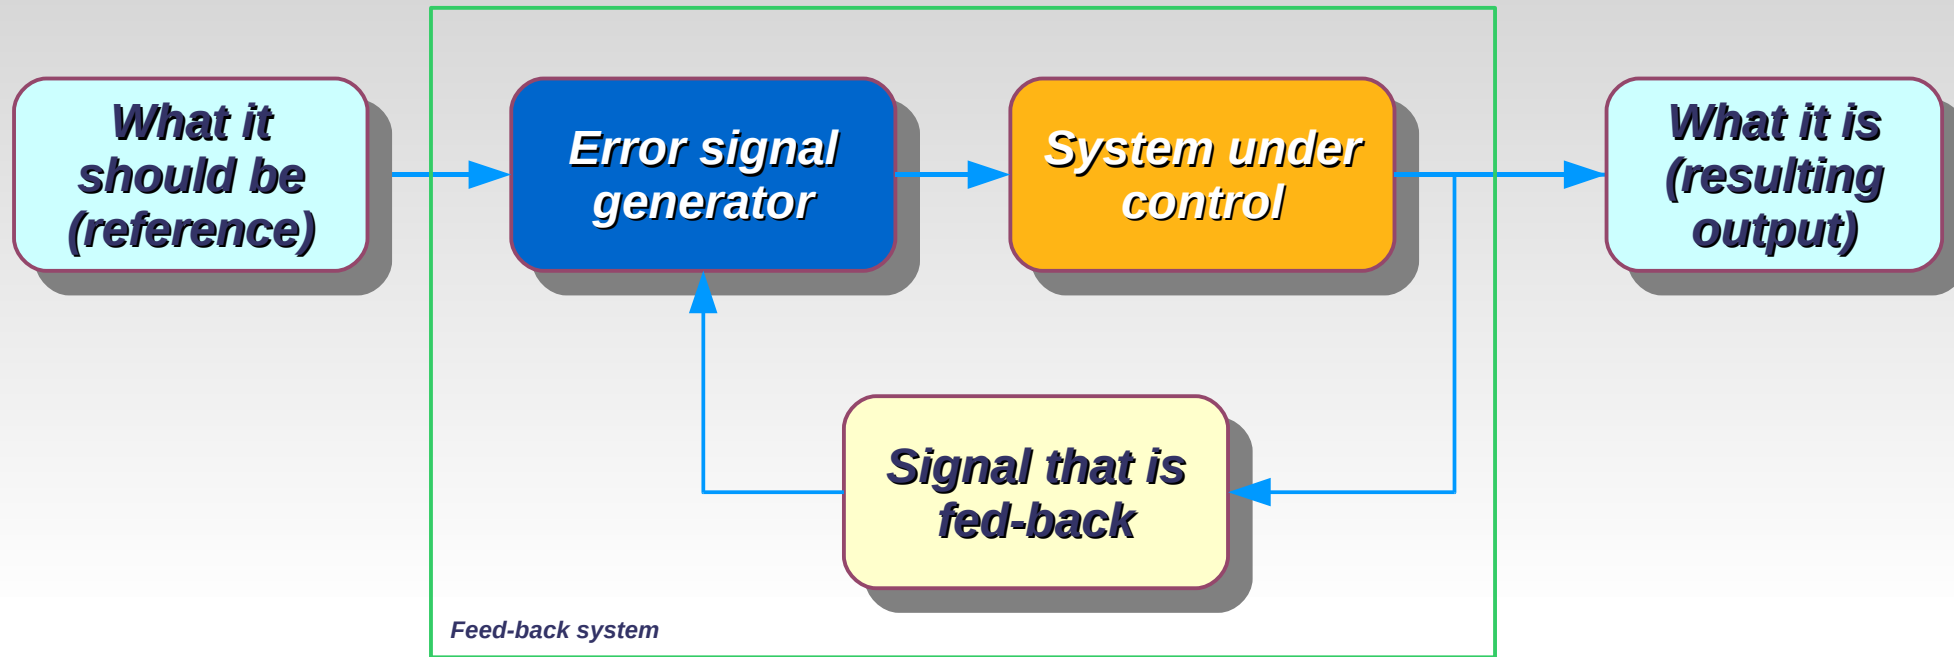 What it
should be
(reference)
Error signal
generator
System under
control
What it is
(resulting
output)
Signal that is
fed-back
Feed-back system